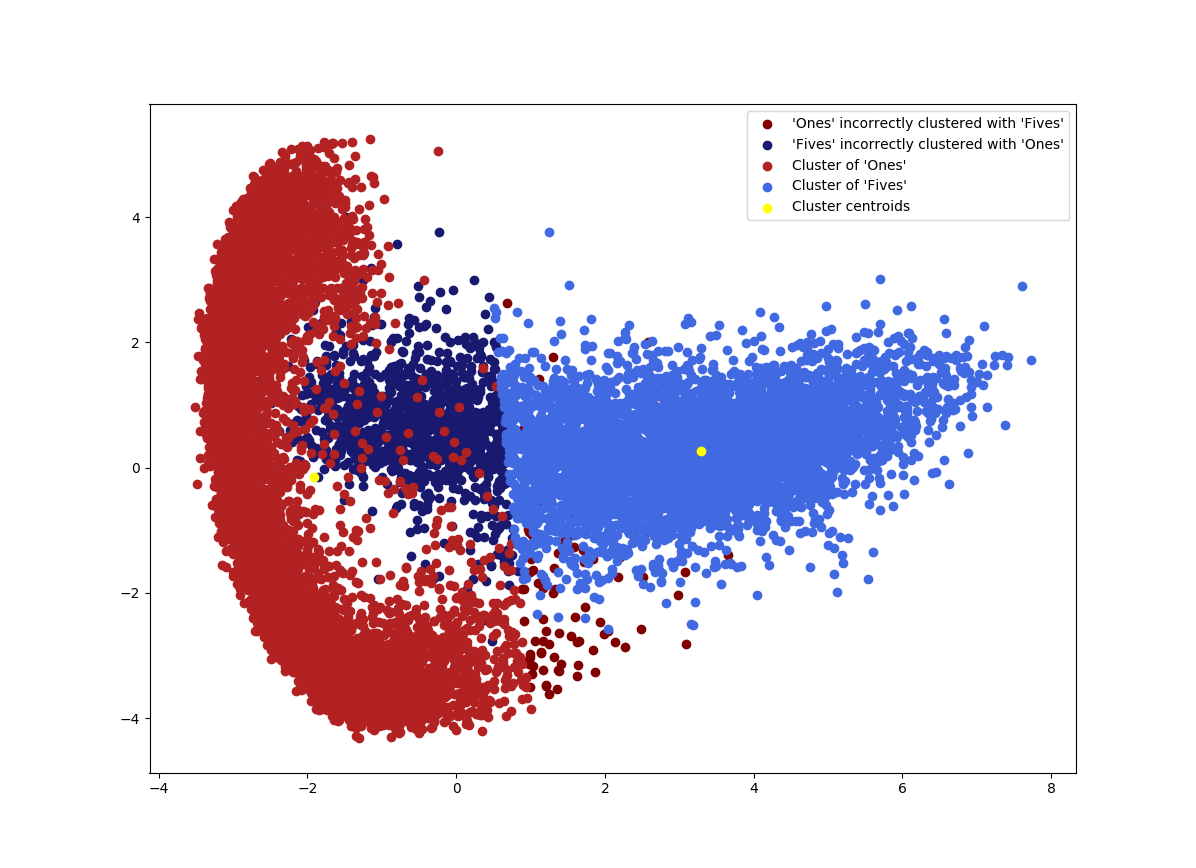 'Ones' incorrectly clustered with 'Fives'
'Fives' incorrectly clustered with 'Ones'
Cluster of 'Ones'
Cluster of 'Fives'
Cluster centroids
4
2
0
−2
−4
−4 −2 0 2 4 6 8